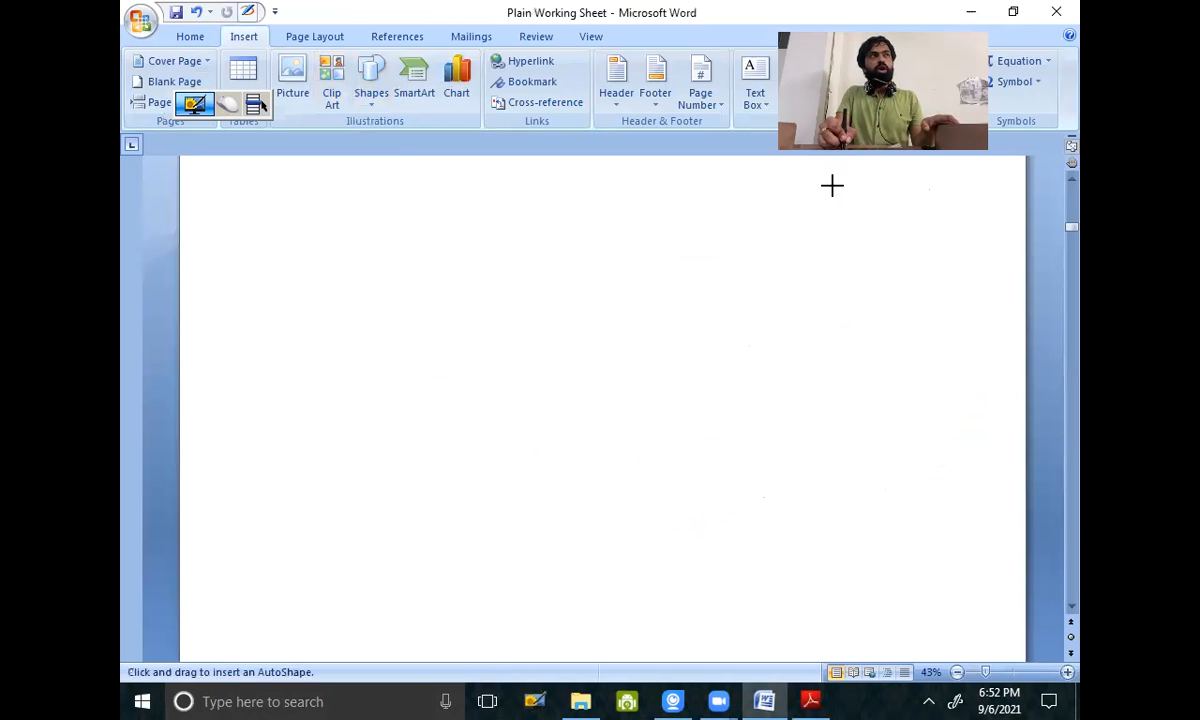 Plain Working Sheet - Microsoft Word
Home Insert Page Layout References Mailings Review View
Cover Page
Blank Page
Page
Pages
Tables
Picture
Clip Art
Shapes
SmartArt
Chart
Illustrations
Hyperlink
Bookmark
Cross-reference
Links
Header
Footer
Page Number
Header & Footer
A
Text Box
Equation
Symbol
Symbols
Click and drag to insert an AutoShape.
43%
Type here to search
6:52 PM
9/6/2021